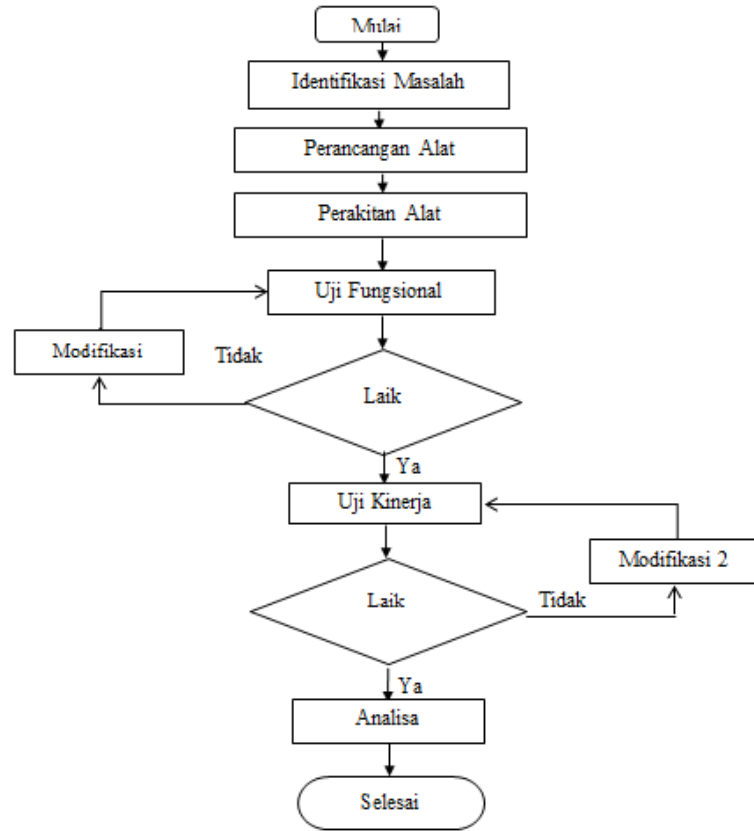 Mulai
Identifikasi Masalah
Perancangan Alat
Perakitan Alat
Uji Fungsional
Modifikasi
Tidak
Laik
Ya
Uji Kinerja
Modifikasi 2
Laik
Tidak
Ya
Analisa
Selesai